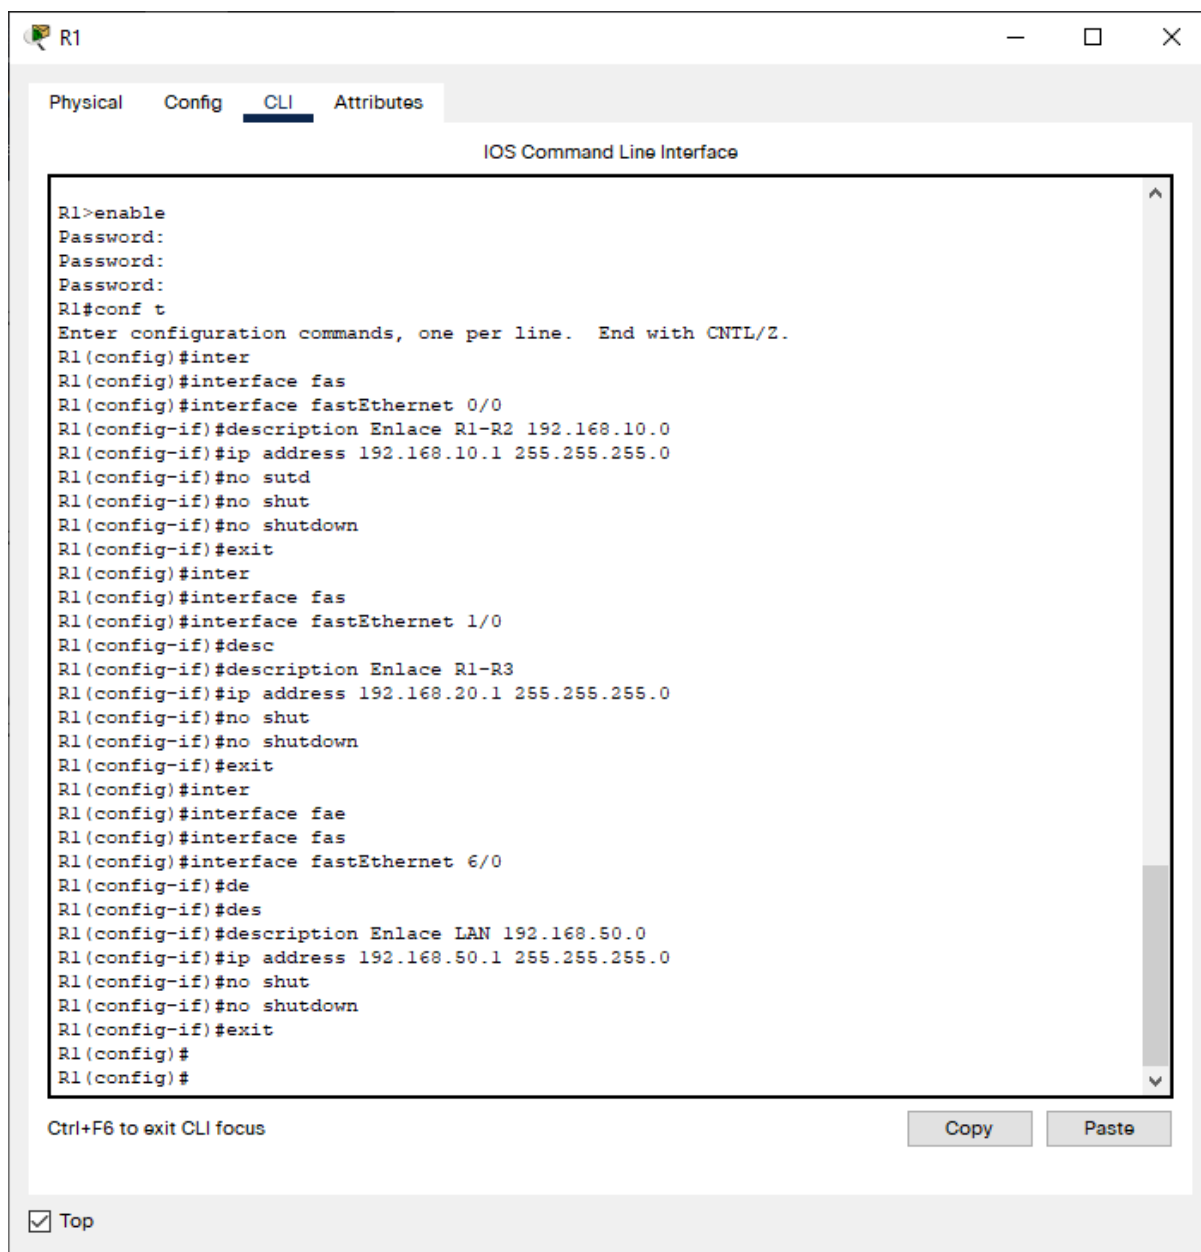 R1
Physical Config CLI Attributes
IOS Command Line Interface
R1>enable
Password:
Password:
Password:
R1#conf t
Enter configuration commands, one per line.  End with CNTL/Z.
R1(config)#inter
R1(config)#interface fas
R1(config)#interface fastEthernet 0/0
R1(config-if)#description Enlace R1-R2 192.168.10.0
R1(config-if)#ip address 192.168.10.1 255.255.255.0
R1(config-if)#no sutd
R1(config-if)#no shut
R1(config-if)#no shutdown
R1(config-if)#exit
R1(config)#inter
R1(config)#interface fas
R1(config)#interface fastEthernet 1/0
R1(config-if)#desc
R1(config-if)#description Enlace R1-R3
R1(config-if)#ip address 192.168.20.1 255.255.255.0
R1(config-if)#no shut
R1(config-if)#no shutdown
R1(config-if)#exit
R1(config)#inter
R1(config)#interface fae
R1(config)#interface fas
R1(config)#interface fastEthernet 6/0
R1(config-if)#de
R1(config-if)#des
R1(config-if)#description Enlace LAN 192.168.50.0
R1(config-if)#ip address 192.168.50.1 255.255.255.0
R1(config-if)#no shut
R1(config-if)#no shutdown
R1(config-if)#exit
R1(config)#
R1(config)#
Ctrl+F6 to exit CLI focus Copy Paste
Top